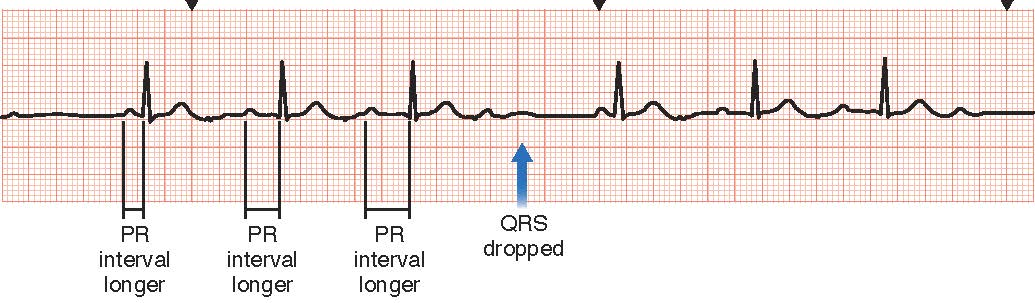 PR
interval
longer
PR
interval
longer
PR
interval
longer
QRS
dropped